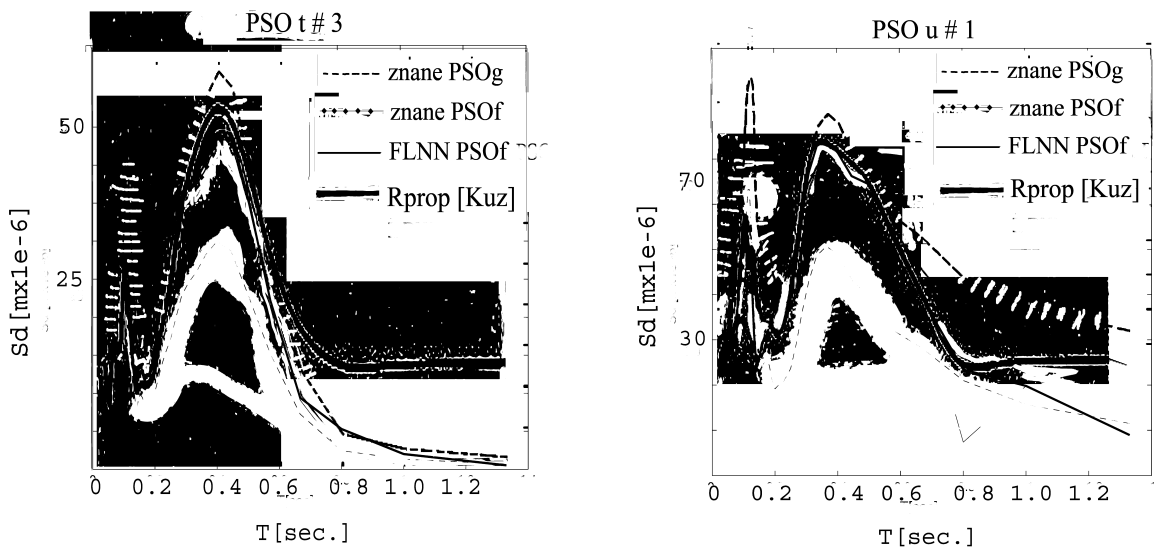 PSO t # 3
znane PSOg
znane PSOf
FLNN PSOf
Rprop [Kuz]
50
25
Sd [mx1e-6]
0 0.2 0.4 0.6 0.8 1.0 1.2
T[sec.]
PSO u # 1
znane PSOg
znane PSOf
FLNN PSOf
Rprop [Kuz]
70
30
Sd [mx1e-6]
0 0.2 0.4 0.6 0.8 1.0 1.2
T[sec.]